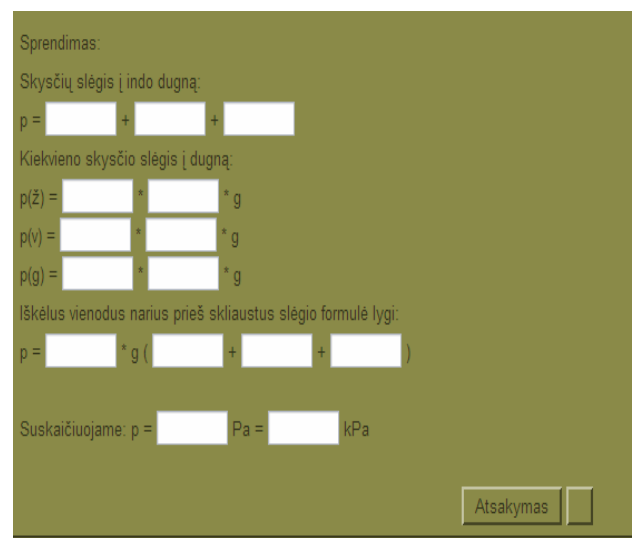 Sprendimas:
Skysčių slėgis į indo dugną:
p = + +
Kiekvieno skysčio slėgis į dugną:
p(ž) = * * g
p(v) = * * g
p(g) = * * g
Iškėlus vienodus narius prieš skliaustus slėgio formulė lygi:
p = * g ( + + )
Suskaičiuojame: p = Pa = kPa
Atsakymas